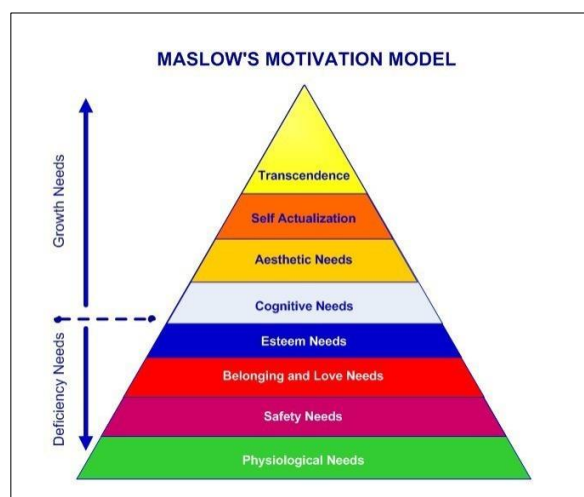 MASLOW'S MOTIVATION MODEL
Growth Needs
Deficiency Needs
Transcendence
Self Actualization
Aesthetic Needs
Cognitive Needs
Esteem Needs
Belonging and Love Needs
Safety Needs
Physiological Needs